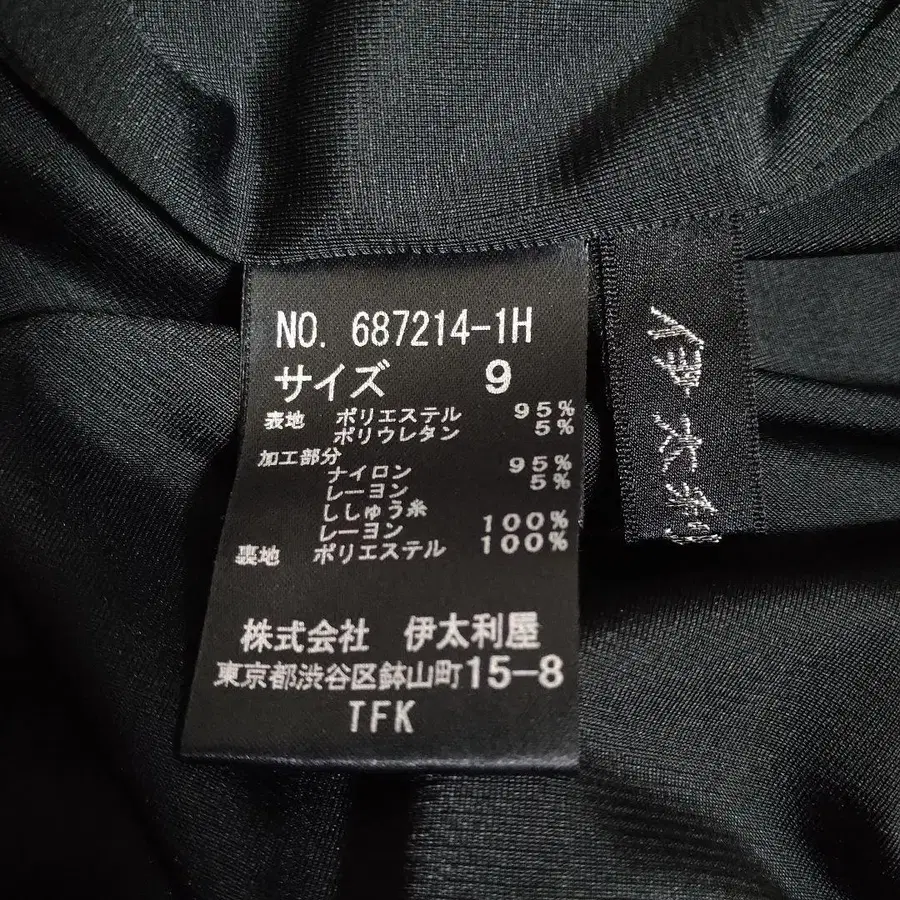 NO. 687214-1H
サイズ 9
表地 ポリエステル 95%
ポリウレタン 5%
加工部分
ナイロン 95%
レーヨン 5%
ししゅう糸
レーヨン 100%
裏地 ポリエステル 100%
株式会社 伊太利屋
東京都渋谷区鉢山町15-8
TFK
伊太利